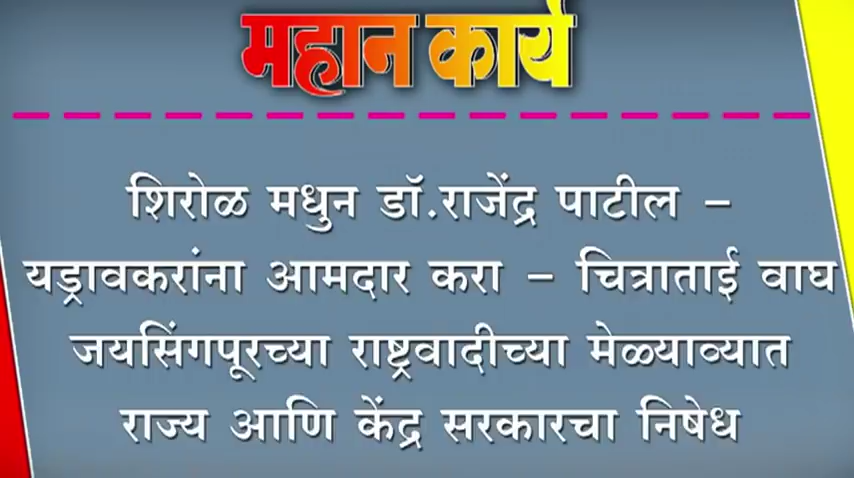 महान कार्य
शिरोळ मधुन डॉ.राजेंद्र पाटील -
यड्रावकरांना आमदार करा - चित्राताई वाघ
जयसिंगपूरच्या राष्ट्रवादीच्या मेळ्याव्यात
राज्य आणि केंद्र सरकारचा निषेध